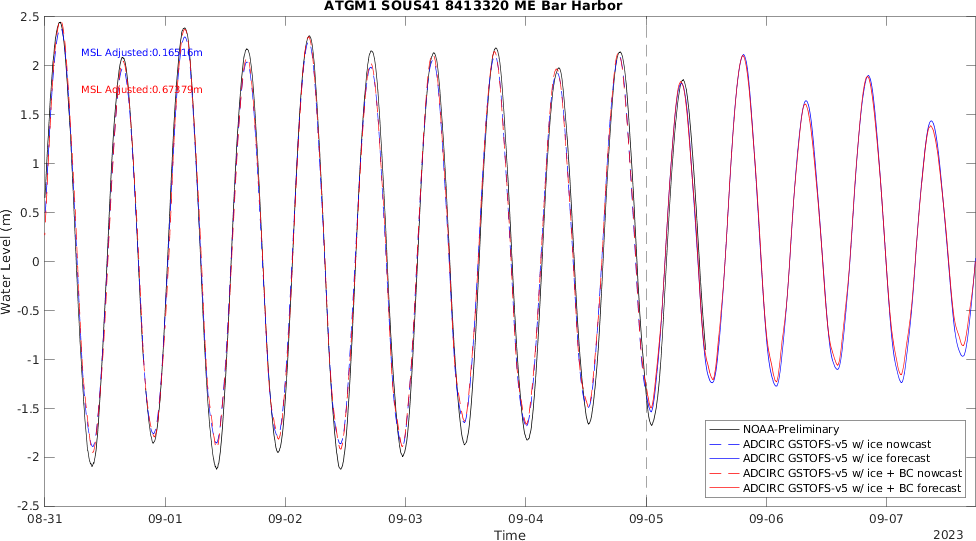 ATGM1 SOUS41 8413320 ME Bar Harbor
2.5
2
1.5
1
0.5
0
-0.5
-1
-1.5
-2
-2.5
Water Level (m)
MSL Adjusted:0.16516m
MSL Adjusted:0.67379m
NOAA-Preliminary
ADCIRC GSTOFS-v5 w/ ice nowcast
ADCIRC GSTOFS-v5 w/ ice forecast
ADCIRC GSTOFS-v5 w/ ice + BC nowcast
ADCIRC GSTOFS-v5 w/ ice + BC forecast
08-31 09-01 09-02 09-03 09-04 09-05 09-06 09-07
Time
2023